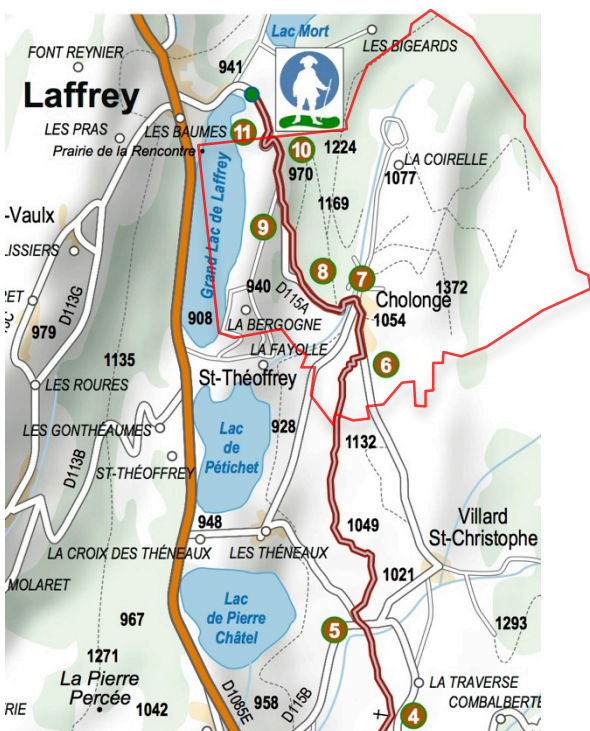 Lac Mort
LES BIGEARDS
FONT REYNIER
941
Laffrey
LES PRAS
LES BAUMES
11
Prairie de la Rencontre
10
1224
970
LA COIRELLE
1077
1169
-Vaulx
Grand Lac de Laffrey
9
LISSIERS
D113G
8
7
940
D115A
Cholonge
1372
RET
979
908
LA BERGOGNE
1054
1135
LA FAYOLLE
6
St-Théoffrey
LES ROURES
928
LES GONTHÉAUMES
Lac
de
Pétichet
1132
D113B
ST-THÉOFFREY
948
1049
Villard
St-Christophe
LA CROIX DES THÉNEAUX
LES THÉNEAUX
1021
MOLARET
967
Lac
de Pierre
Châtel
5
1293
1271
La Pierre
Percée
1042
D1085E
958
D115B
LA TRAVERSE
COMBALBERTE
RIE
4